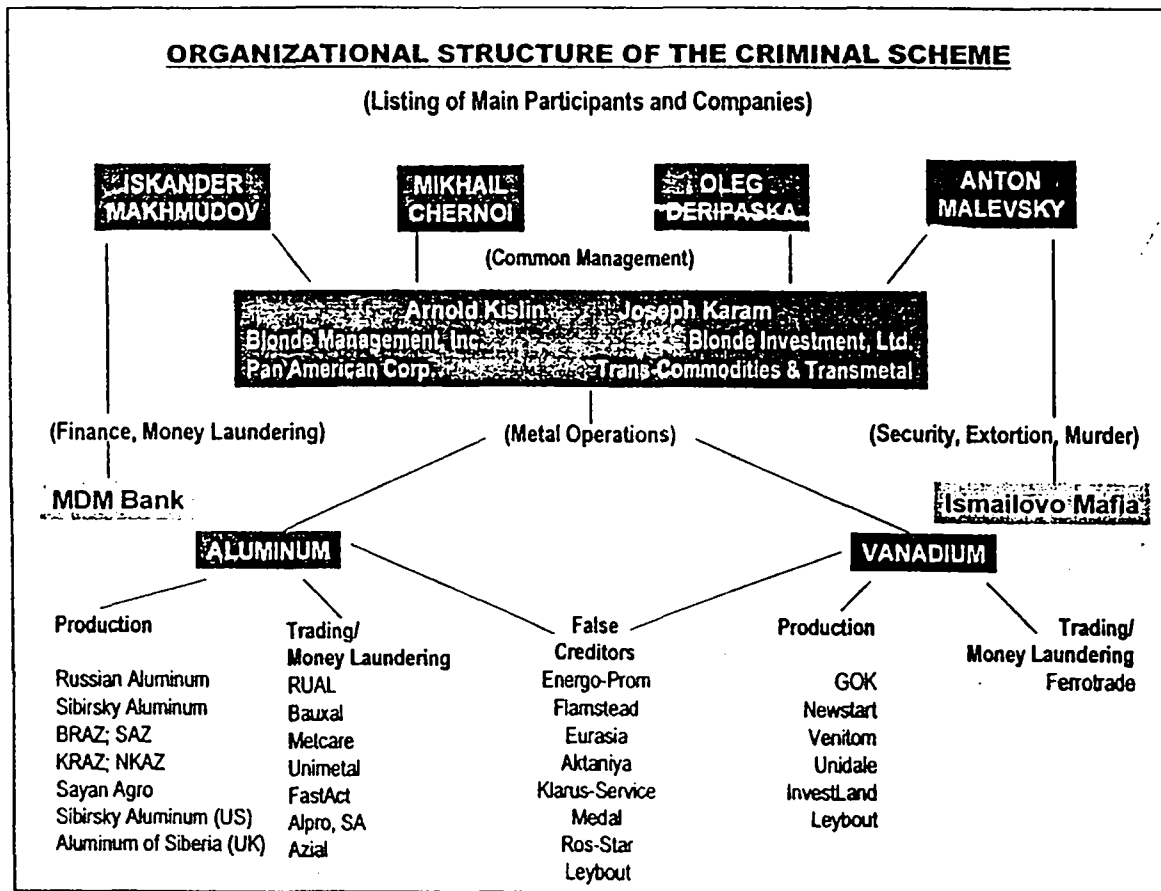 ORGANIZATIONAL STRUCTURE OF THE CRIMINAL SCHEME
(Listing of Main Participants and Companies)
ISKANDER
MAKHMUDOV
MIKHAIL
CHERNOI
OLEG
DERIPASKA
ANTON
MALEVSKY
(Common Management)
Arnold Kislin Joseph Karam
Blonde Management, Inc. Blonde Investment, Ltd.
Pan American Corp. Trans-Commodities & Transmetal
(Finance, Money Laundering)
(Metal Operations)
(Security, Extortion, Murder)
MDM Bank
Ismailovo Mafia
ALUMINUM
VANADIUM
Production
Russian Aluminum
Sibirsky Aluminum
BRAZ; SAZ
KRAZ; NKAZ
Sayan Agro
Sibirsky Aluminum (US)
Aluminum of Siberia (UK)
Trading/
Money Laundering
RUAL
Bauxal
Metcare
Unimetal
FastAct
Alpro, SA
Azial
False
Creditors
Energo-Prom
Flamstead
Eurasia
Aktaniya
Klarus-Service
Medal
Ros-Star
Leybout
Production
GOK
Newstart
Venitom
Unidale
InvestLand
Leybout
Trading/
Money Laundering
Ferrotrade